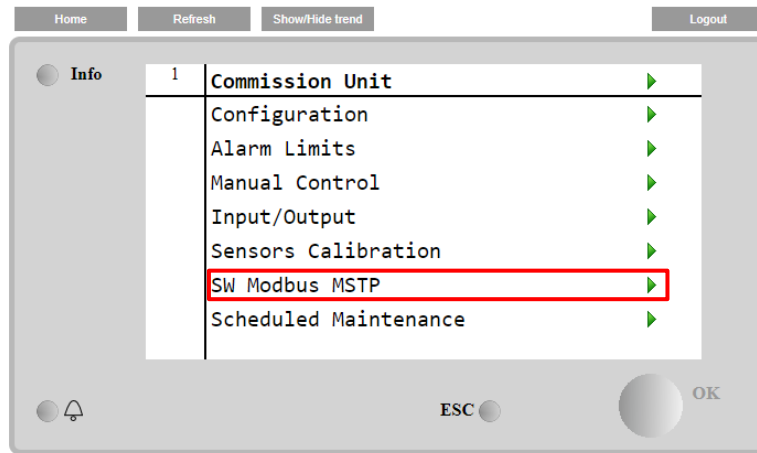 Home Refresh Show/Hide trend Logout
Info
1 Commission Unit
Configuration
Alarm Limits
Manual Control
Input/Output
Sensors Calibration
SW Modbus MSTP
Scheduled Maintenance
ESC OK